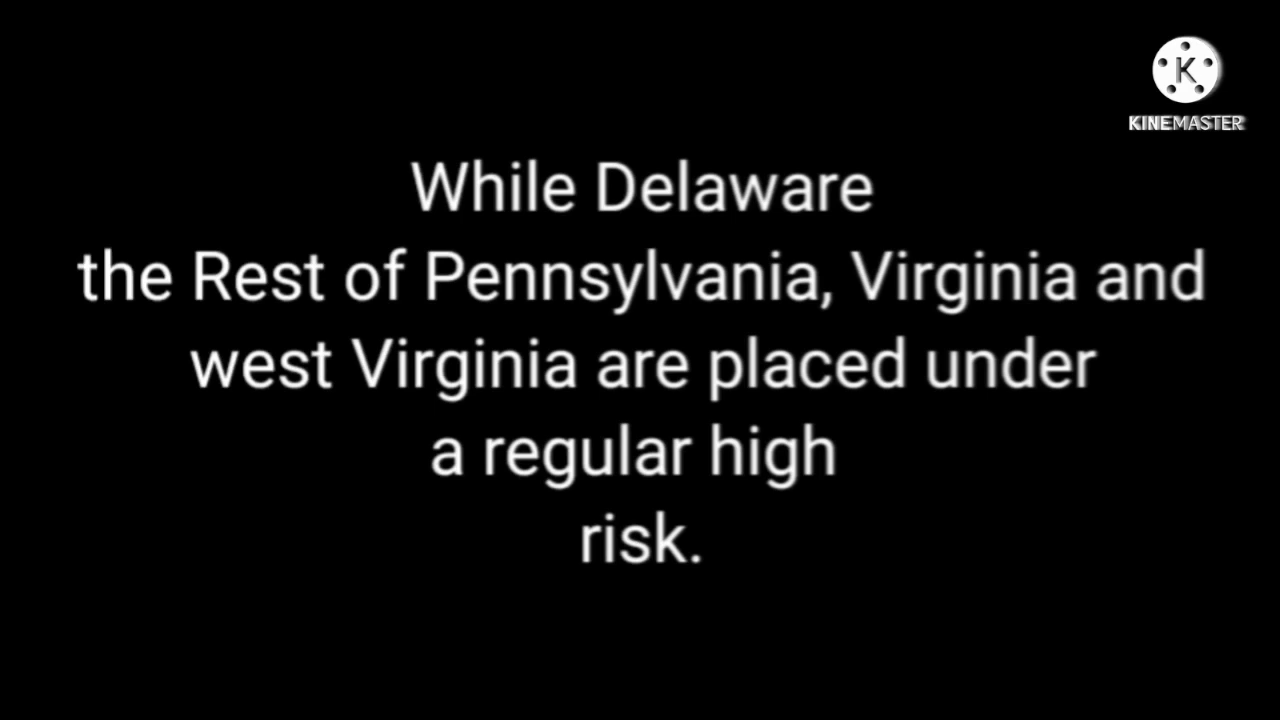 K
KINEMASTER
While Delaware
the Rest of Pennsylvania, Virginia and
west Virginia are placed under
a regular high
risk.